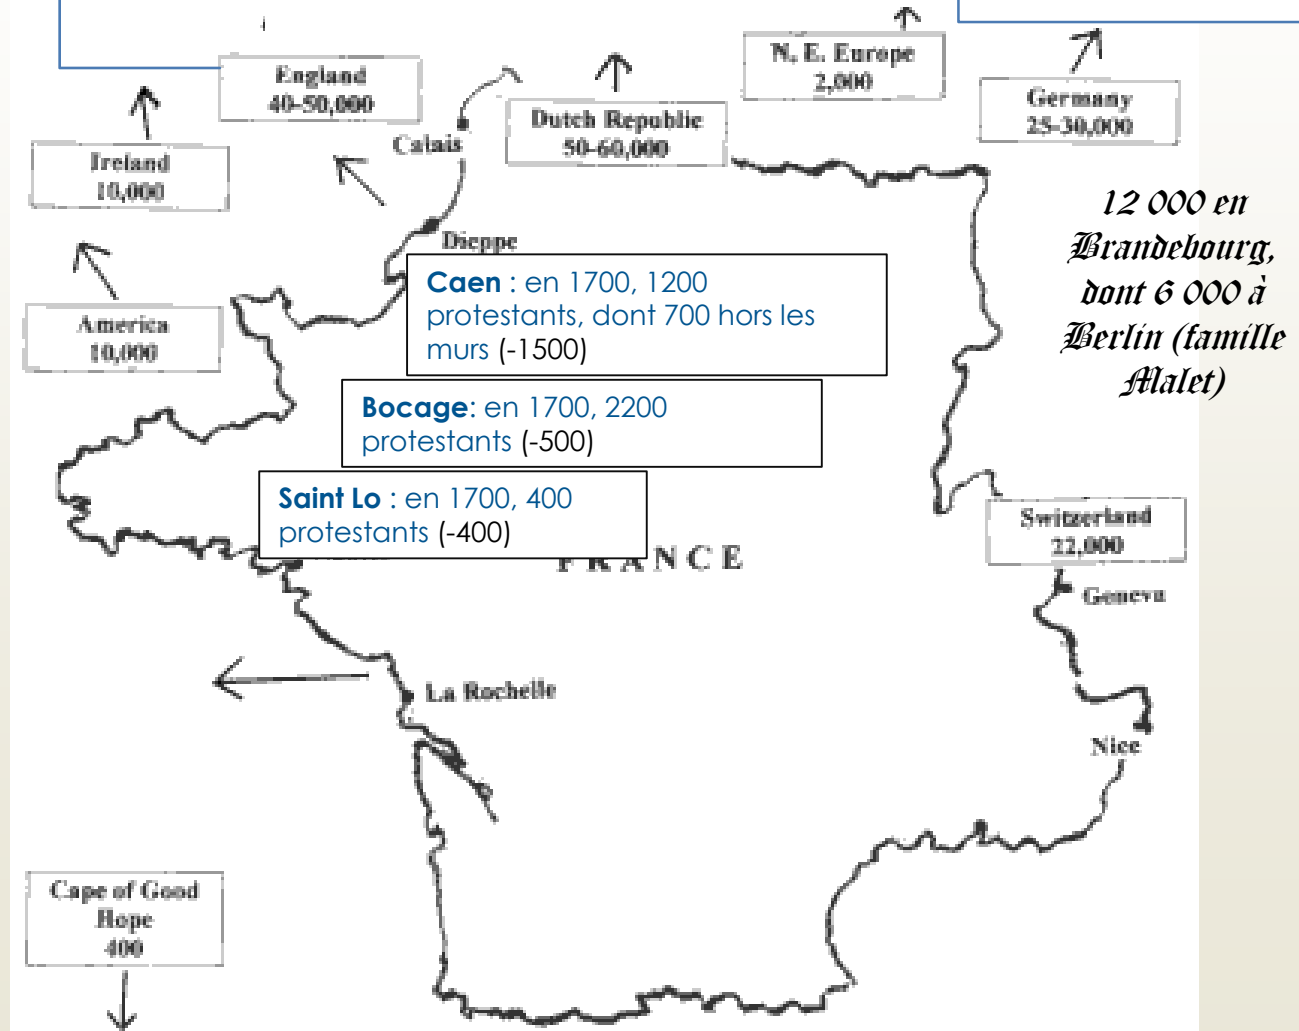 N. E. Europe
2,000
England
40-50,000
Germany
25-30,000
Dutch Republic
50-60,000
Calais
Ireland
10,000
12 000 en
Brandebourg,
dont 6 000 à
Berlin (famille
Malet)
Dieppe
Caen : en 1700, 1200
protestants, dont 700 hors les
murs (-1500)
America
10,000
Bocage: en 1700, 2200
protestants (-500)
Saint Lo : en 1700, 400
protestants (-400)
Switzerland
22,000
FRANCE
Geneva
La Rochelle
Nice
Cape of Good
Hope
400